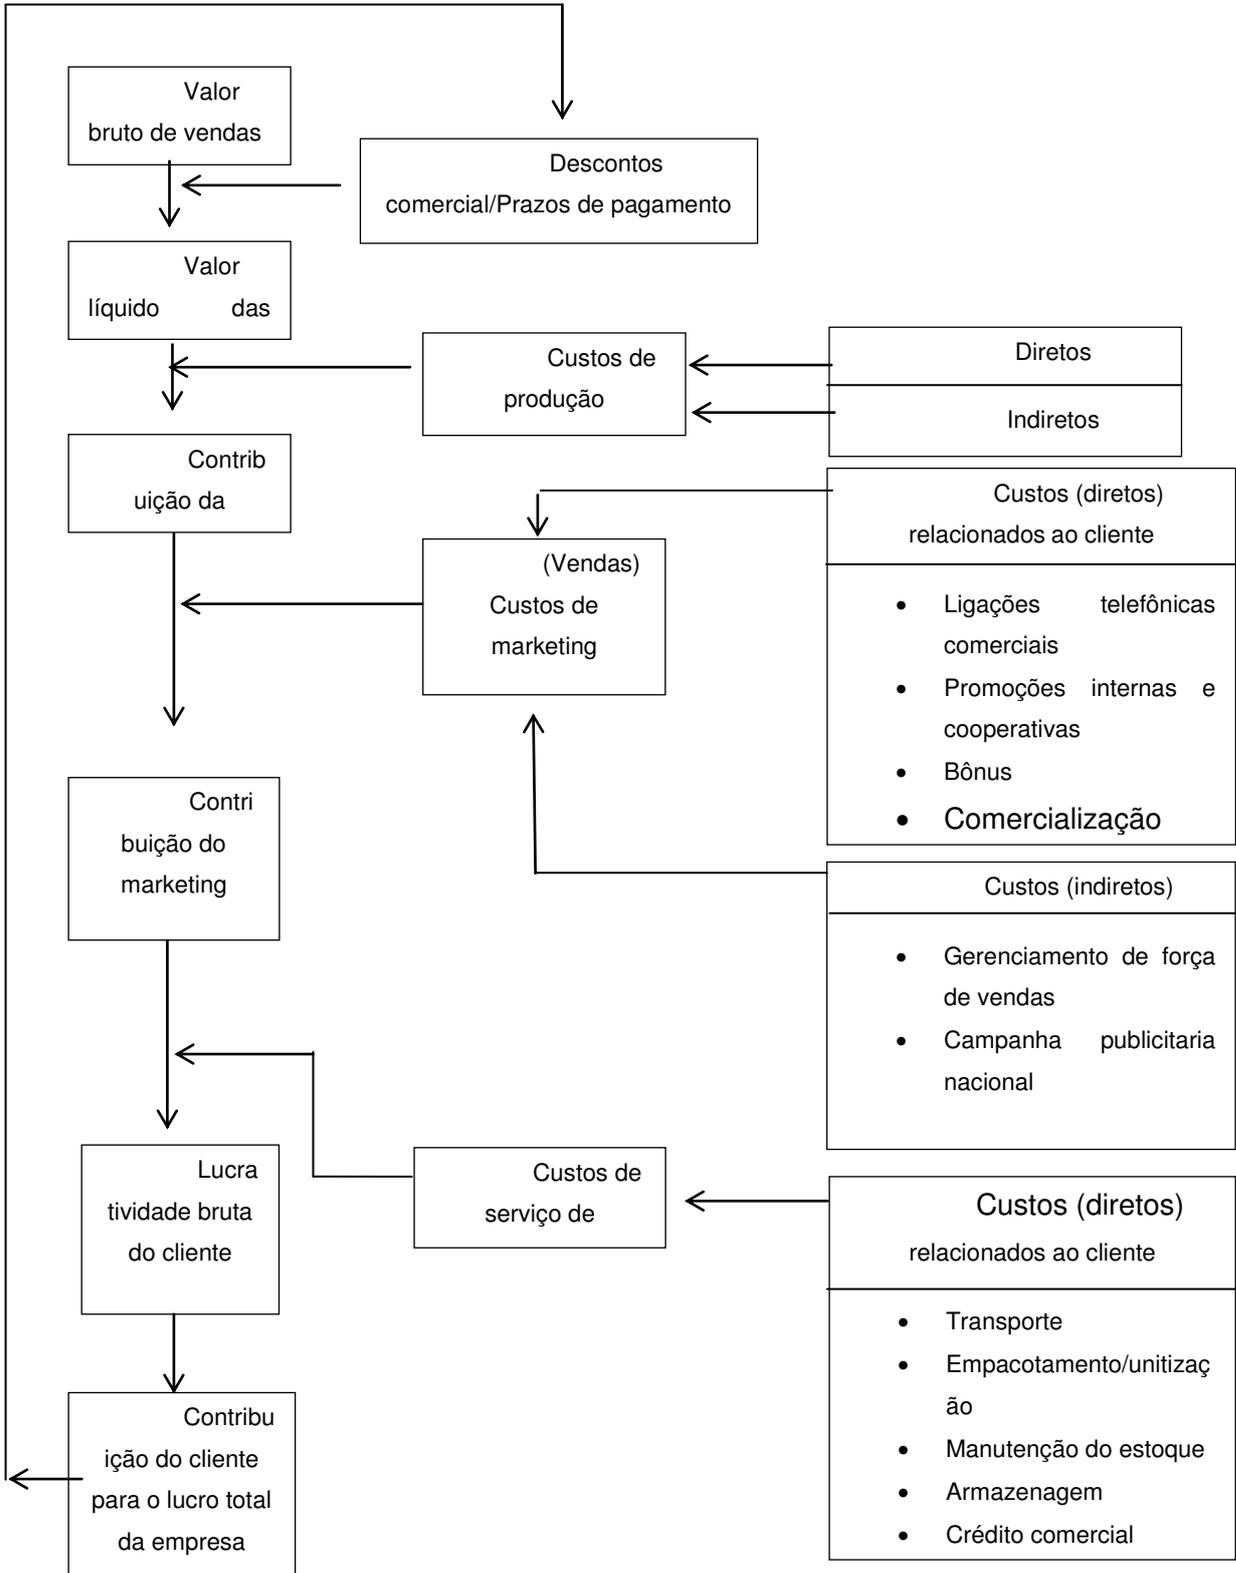 Valor
bruto de vendas
Descontos
comercial/Prazos de pagamento
Valor
líquido das
Custos de
produção
Diretos
Indiretos
Contrib
uição da
(Vendas)
Custos de
marketing
Custos (diretos)
relacionados ao cliente
• Ligações telefônicas
comerciais
• Promoções internas e
cooperativas
• Bônus
• Comercialização
Contri
buição do
marketing
Custos (indiretos)
• Gerenciamento de força
de vendas
• Campanha publicitaria
nacional
Lucra
tividade bruta
do cliente
Custos de
serviço de
Custos (diretos)
relacionados ao cliente
• Transporte
• Empacotamento/unitizaç
ão
• Manutenção do estoque
• Armazenagem
• Crédito comercial
Contribu
ição do cliente
para o lucro total
da empresa